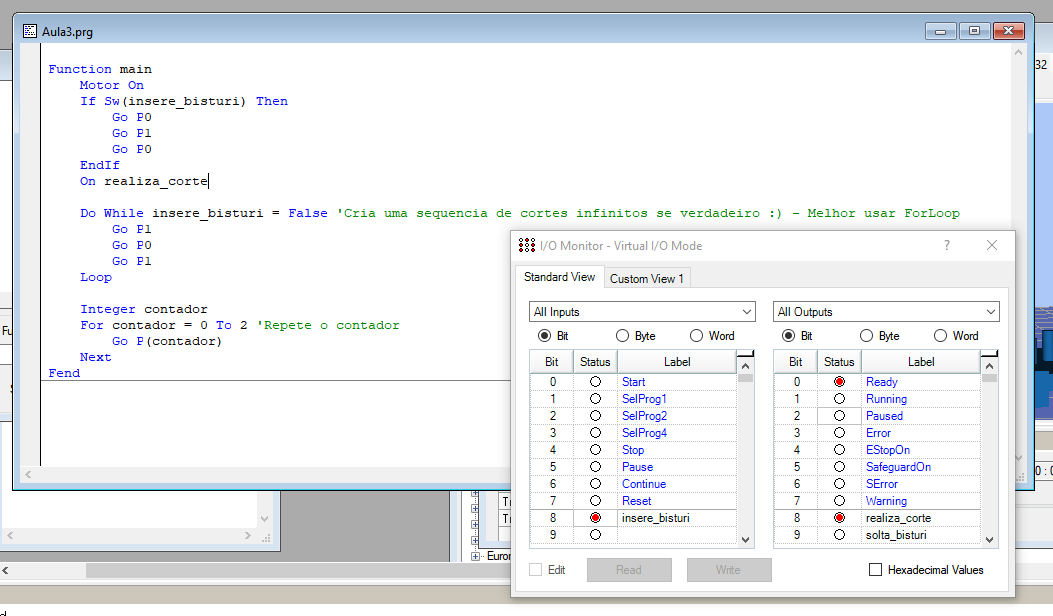 Aula3.prg
32
Function main
Motor On
If Sw(insere_bisturi) Then
Go P0
Go P1
Go P0
EndIf
On realiza_corte
Do While insere_bisturi = False 'Cria uma sequencia de cortes infinitos se verdadeiro :) - Melhor usar ForLoop
Go P1
Go P0
Go P1
Loop
Integer contador
For contador = 0 To 2 'Repete o contador
Go P(contador)
Next
Fend
I/O Monitor - Virtual I/O Mode
?
Standard View Custom View 1
All Inputs All Outputs
Bit Byte Word Bit Byte Word
Bit Status Label Bit Status Label
0 Start 0 Ready
1 SelProg1 1 Running
2 SelProg2 2 Paused
3 SelProg4 3 Error
4 Stop 4 EStopOn
5 Pause 5 SafeguardOn
6 Continue 6 SError
7 Reset 7 Warning
8 insere_bisturi 8 realiza_corte
9 9 solta_bisturi
Edit Read Write Hexadecimal Values